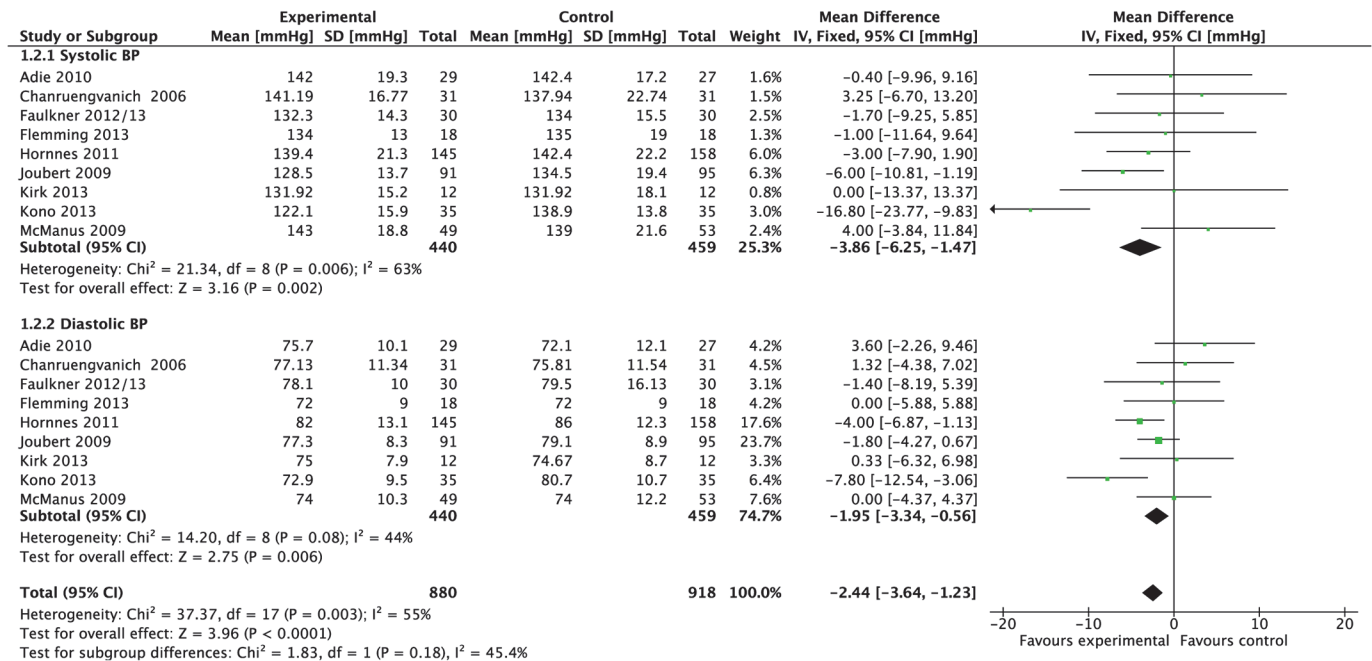 Experimental Control Mean Difference Mean Difference
Study or Subgroup Mean [mmHg] SD [mmHg] Total Mean [mmHg] SD [mmHg] Total Weight IV, Fixed, 95% CI [mmHg] IV, Fixed, 95% CI [mmHg]
1.2.1 Systolic BP
Adie 2010 142 19.3 29 142.4 17.2 27 1.6% −0.40 [−9.96, 9.16]
Chanruengvanich 2006 141.19 16.77 31 137.94 22.74 31 1.5% 3.25 [−6.70, 13.20]
Faulkner 2012/13 132.3 14.3 30 134 15.5 30 2.5% −1.70 [−9.25, 5.85]
Flemming 2013 134 13 18 135 19 18 1.3% −1.00 [−11.64, 9.64]
Hornnes 2011 139.4 21.3 145 142.4 22.2 158 6.0% −3.00 [−7.90, 1.90]
Joubert 2009 128.5 13.7 91 134.5 19.4 95 6.3% −6.00 [−10.81, −1.19]
Kirk 2013 131.92 15.2 12 131.92 18.1 12 0.8% 0.00 [−13.37, 13.37]
Kono 2013 122.1 15.9 35 138.9 13.8 35 3.0% −16.80 [−23.77, −9.83]
McManus 2009 143 18.8 49 139 21.6 53 2.4% 4.00 [−3.84, 11.84]
Subtotal (95% CI) 440 459 25.3% −3.86 [−6.25, −1.47]
Heterogeneity: Chi² = 21.34, df = 8 (P = 0.006); I² = 63%
Test for overall effect: Z = 3.16 (P = 0.002)
1.2.2 Diastolic BP
Adie 2010 75.7 10.1 29 72.1 12.1 27 4.2% 3.60 [−2.26, 9.46]
Chanruengvanich 2006 77.13 11.34 31 75.81 11.54 31 4.5% 1.32 [−4.38, 7.02]
Faulkner 2012/13 78.1 10 30 79.5 16.13 30 3.1% −1.40 [−8.19, 5.39]
Flemming 2013 72 9 18 72 9 18 4.2% 0.00 [−5.88, 5.88]
Hornnes 2011 82 13.1 145 86 12.3 158 17.6% −4.00 [−6.87, −1.13]
Joubert 2009 77.3 8.3 91 79.1 8.9 95 23.7% −1.80 [−4.27, 0.67]
Kirk 2013 75 7.9 12 74.67 8.7 12 3.3% 0.33 [−6.32, 6.98]
Kono 2013 72.9 9.5 35 80.7 10.7 35 6.4% −7.80 [−12.54, −3.06]
McManus 2009 74 10.3 49 74 12.2 53 7.6% 0.00 [−4.37, 4.37]
Subtotal (95% CI) 440 459 74.7% −1.95 [−3.34, −0.56]
Heterogeneity: Chi² = 14.20, df = 8 (P = 0.08); I² = 44%
Test for overall effect: Z = 2.75 (P = 0.006)
Total (95% CI) 880 918 100.0% −2.44 [−3.64, −1.23]
Heterogeneity: Chi² = 37.37, df = 17 (P = 0.003); I² = 55%
Test for overall effect: Z = 3.96 (P < 0.0001)
Test for subgroup differences: Chi² = 1.83, df = 1 (P = 0.18), I² = 45.4%
−20 −10 0 10 20
Favours experimental Favours control